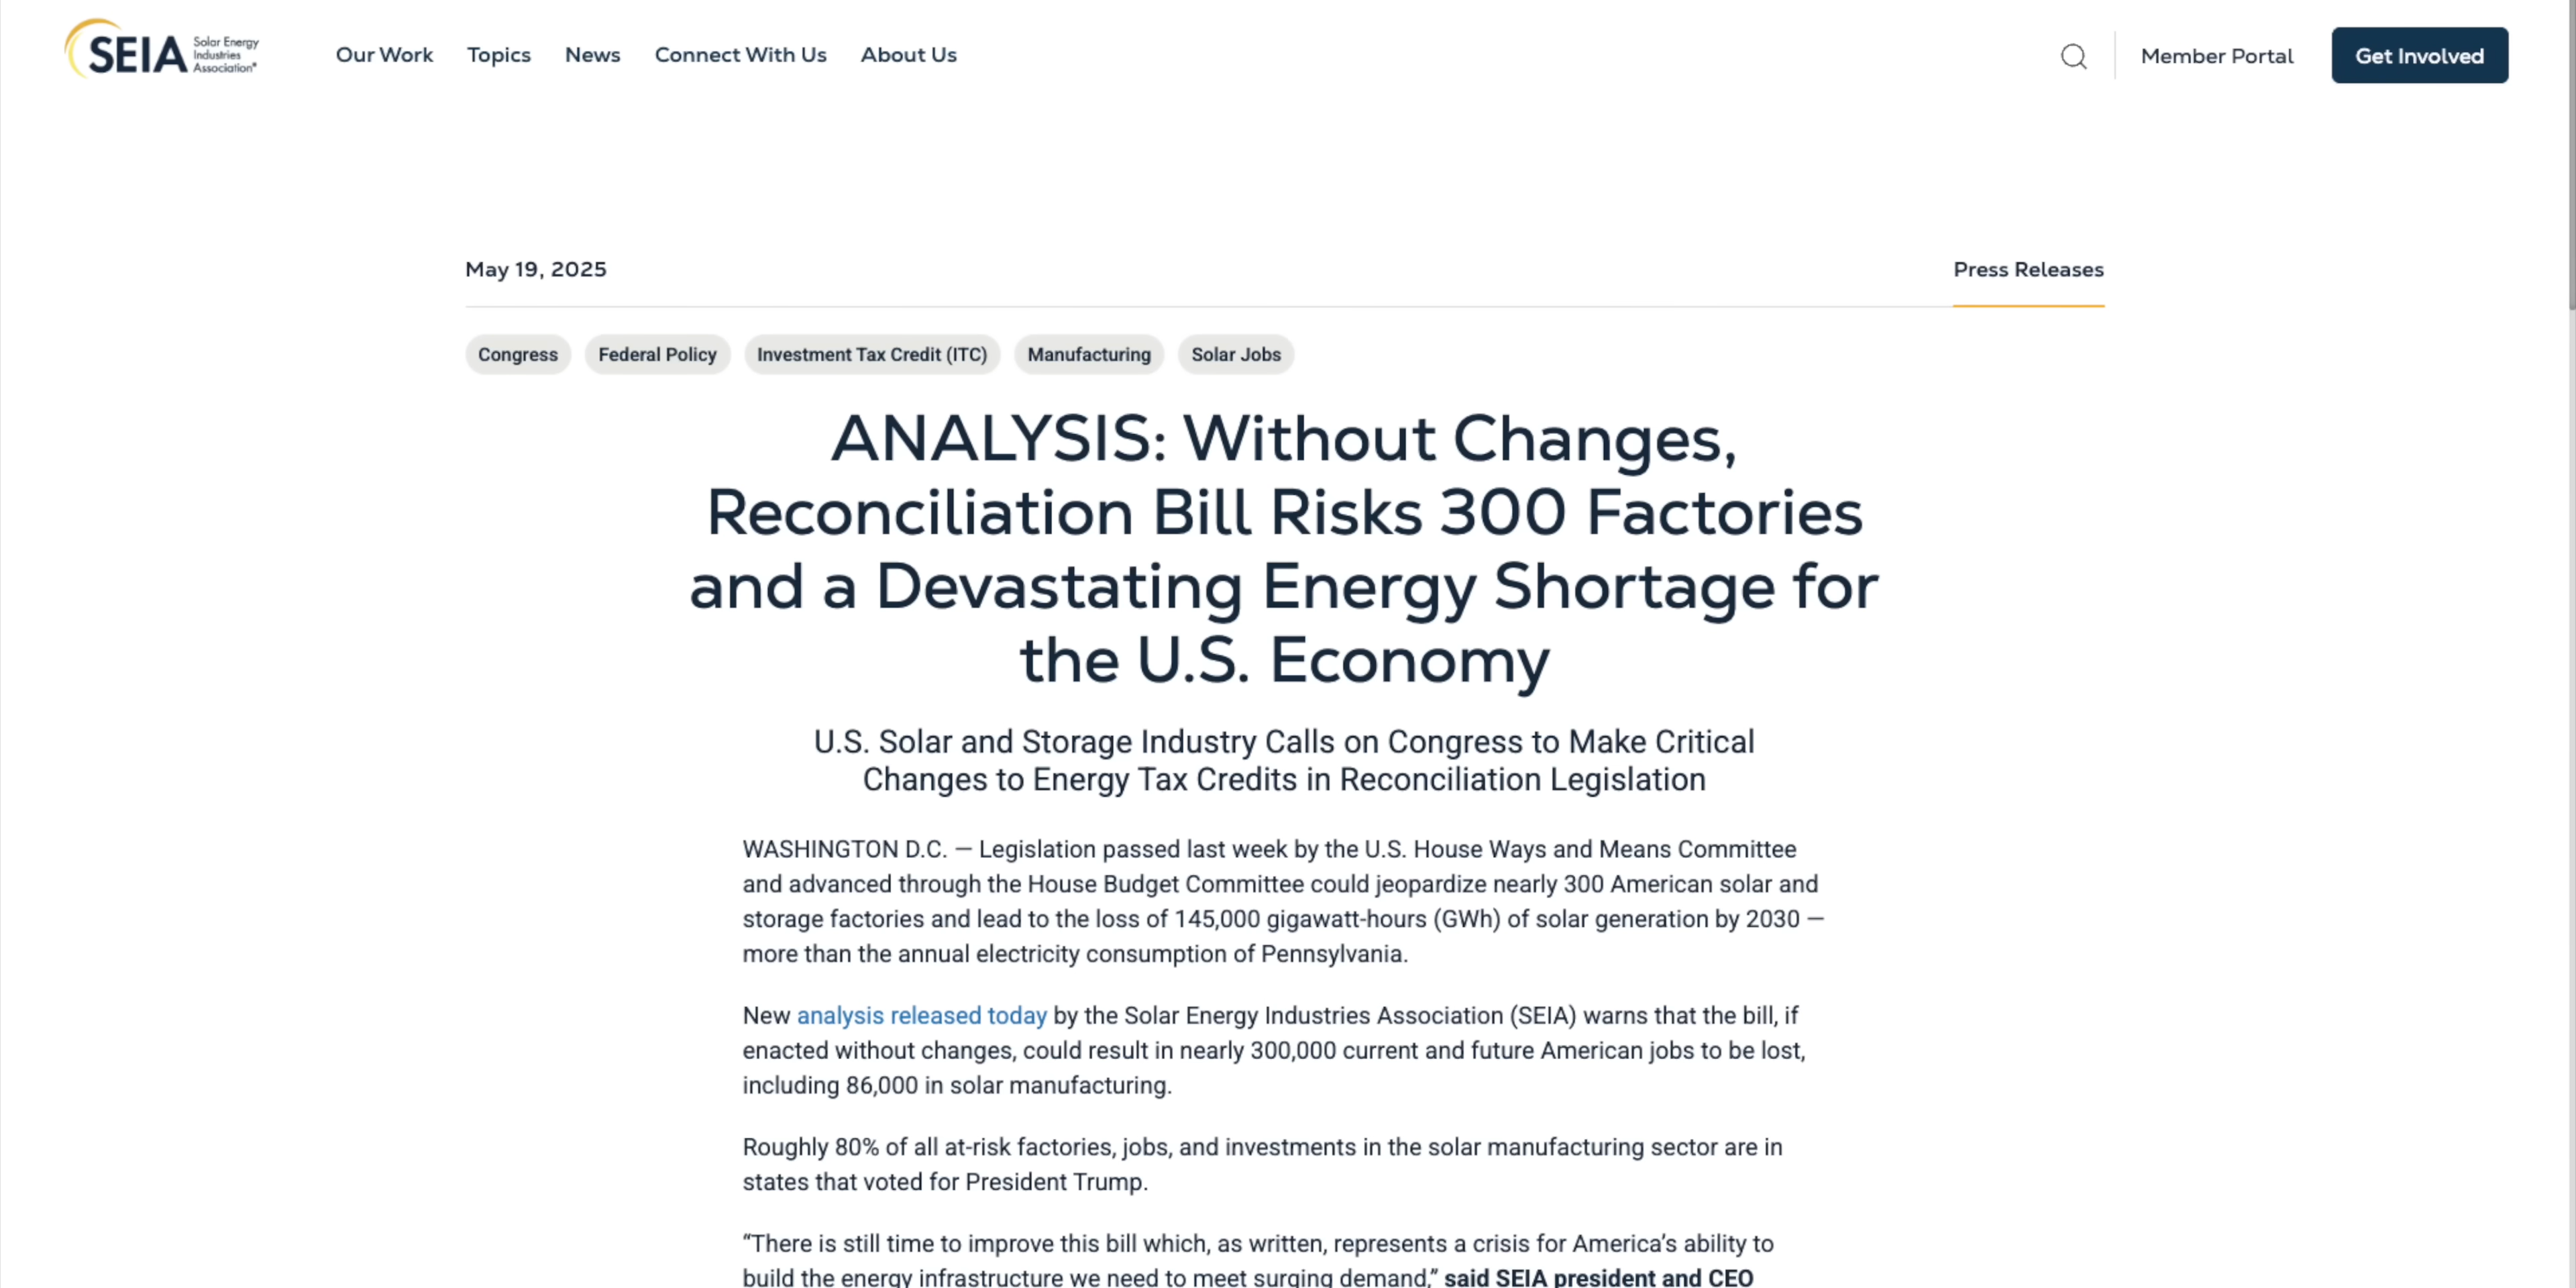 SEIA Solar Energy
Industries
Association®
Our Work Topics News Connect With Us About Us Member Portal Get Involved
May 19, 2025 Press Releases
Congress Federal Policy Investment Tax Credit (ITC) Manufacturing Solar Jobs
ANALYSIS: Without Changes,
Reconciliation Bill Risks 300 Factories
and a Devastating Energy Shortage for
the U.S. Economy
U.S. Solar and Storage Industry Calls on Congress to Make Critical
Changes to Energy Tax Credits in Reconciliation Legislation
WASHINGTON D.C. — Legislation passed last week by the U.S. House Ways and Means Committee
and advanced through the House Budget Committee could jeopardize nearly 300 American solar and
storage factories and lead to the loss of 145,000 gigawatt-hours (GWh) of solar generation by 2030 —
more than the annual electricity consumption of Pennsylvania.
New analysis released today by the Solar Energy Industries Association (SEIA) warns that the bill, if
enacted without changes, could result in nearly 300,000 current and future American jobs to be lost,
including 86,000 in solar manufacturing.
Roughly 80% of all at-risk factories, jobs, and investments in the solar manufacturing sector are in
states that voted for President Trump.
“There is still time to improve this bill which, as written, represents a crisis for America’s ability to
build the energy infrastructure we need to meet surging demand,” said SEIA president and CEO